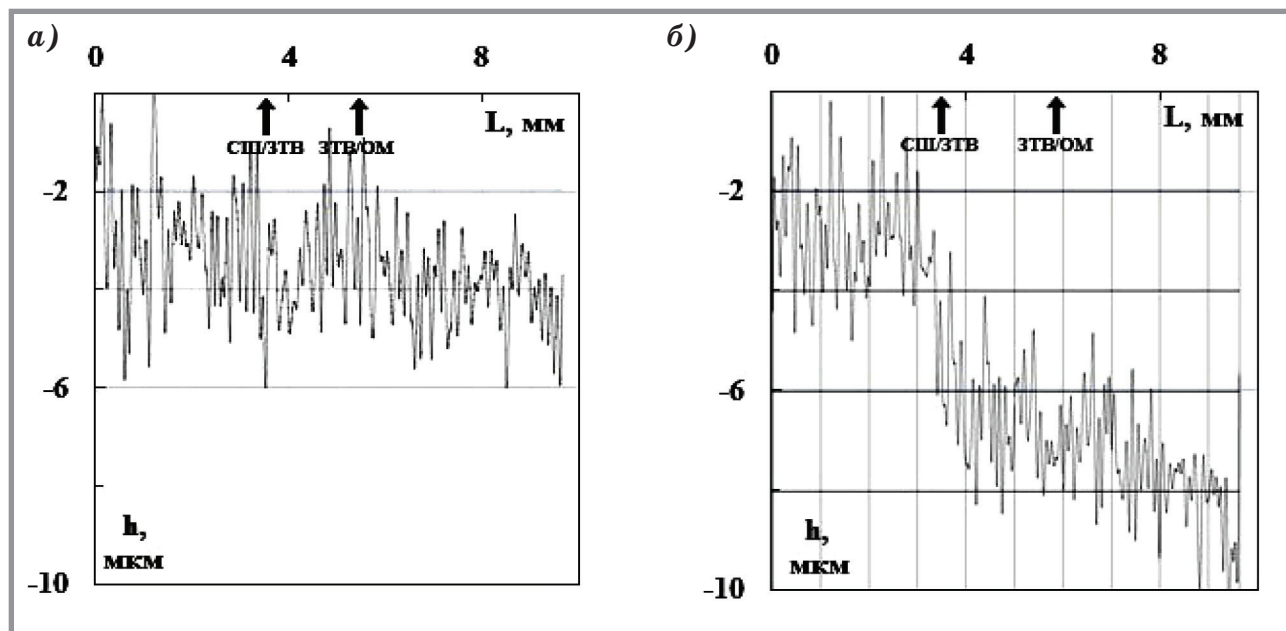 а)
0 4 8
L, мм
СШ/ЗТВ ЗТВ/ОМ
-2
-6
h,
мкм
-10
б)
0 4 8
L, мм
СШ/ЗТВ ЗТВ/ОМ
-2
-6
h,
мкм
-10